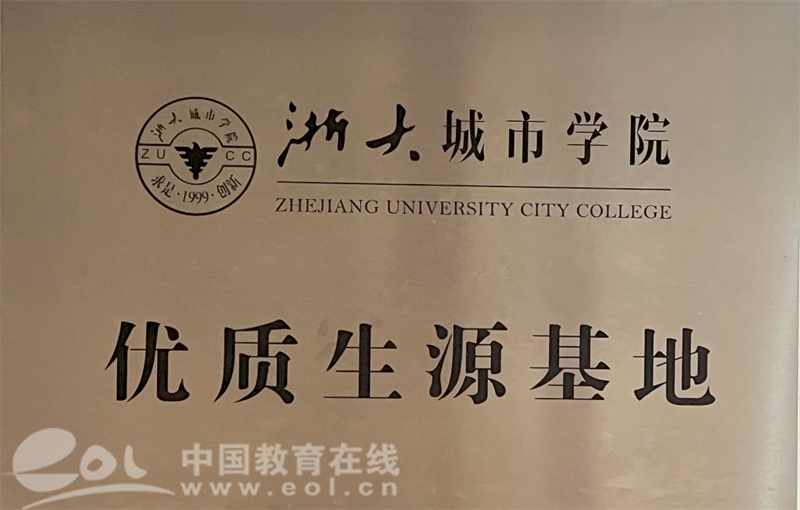 浙大城市学院
ZU CC
求是·1999·创新
浙大城市学院
ZHEJIANG UNIVERSITY CITY COLLEGE
优质生源基地
eol 中国教育在线
www.eol.cn